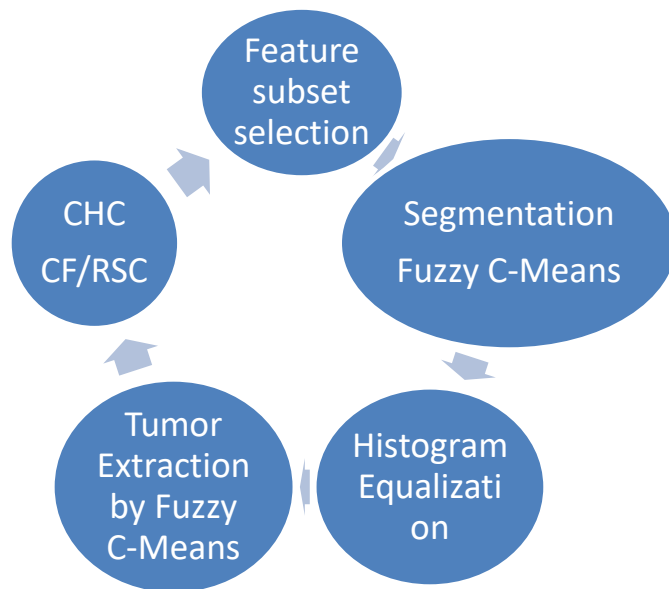 Feature
subset
selection
Segmentation
Fuzzy C-Means
Histogram
Equalizati
on
Tumor
Extraction
by Fuzzy
C-Means
CHC
CF/RSC